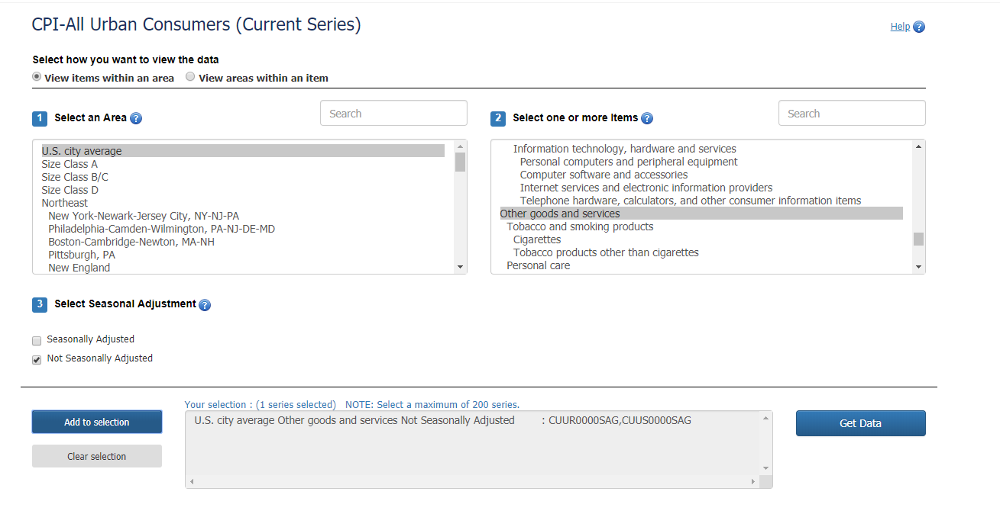 CPI-All Urban Consumers (Current Series)
Help ?
Select how you want to view the data
View items within an area View areas within an item
1 Select an Area ? Search
2 Select one or more Items ? Search
U.S. city average
Size Class A
Size Class B/C
Size Class D
Northeast
New York-Newark-Jersey City, NY-NJ-PA
Philadelphia-Camden-Wilmington, PA-NJ-DE-MD
Boston-Cambridge-Newton, MA-NH
Pittsburgh, PA
New England
Information technology, hardware and services
Personal computers and peripheral equipment
Computer software and accessories
Internet services and electronic information providers
Telephone hardware, calculators, and other consumer information items
Other goods and services
Tobacco and smoking products
Cigarettes
Tobacco products other than cigarettes
Personal care
3 Select Seasonal Adjustment ?
Seasonally Adjusted
Not Seasonally Adjusted
Your selection : (1 series selected) NOTE: Select a maximum of 200 series.
Add to selection
Clear selection
U.S. city average Other goods and services Not Seasonally Adjusted : CUUR0000SAG,CUUS0000SAG
Get Data